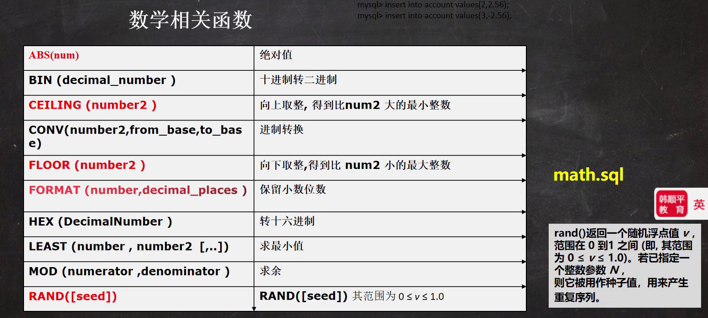 mysql> insert into account values(2,2.56);
mysql> insert into account values(3,-2.56);
数学相关函数
ABS(num) 绝对值
BIN (decimal_number ) 十进制转二进制
CEILING (number2 ) 向上取整, 得到比num2 大的最小整数
CONV(number2,from_base,to_bas
e) 进制转换
FLOOR (number2 ) 向下取整,得到比 num2 小的最大整数
FORMAT (number,decimal_places ) 保留小数位数
HEX (DecimalNumber ) 转十六进制
LEAST (number , number2 [,..]) 求最小值
MOD (numerator ,denominator ) 求余
RAND([seed]) RAND([seed]) 其范围为 0 ≤ v ≤ 1.0
math.sql
韩顺平
教育
英
rand()返回一个随机浮点值 v ,
范围在 0 到1 之间 (即, 其范围
为 0 ≤ v ≤ 1.0)。若已指定一
个整数参数 N ,
则它被用作种子值，用来产生
重复序列。